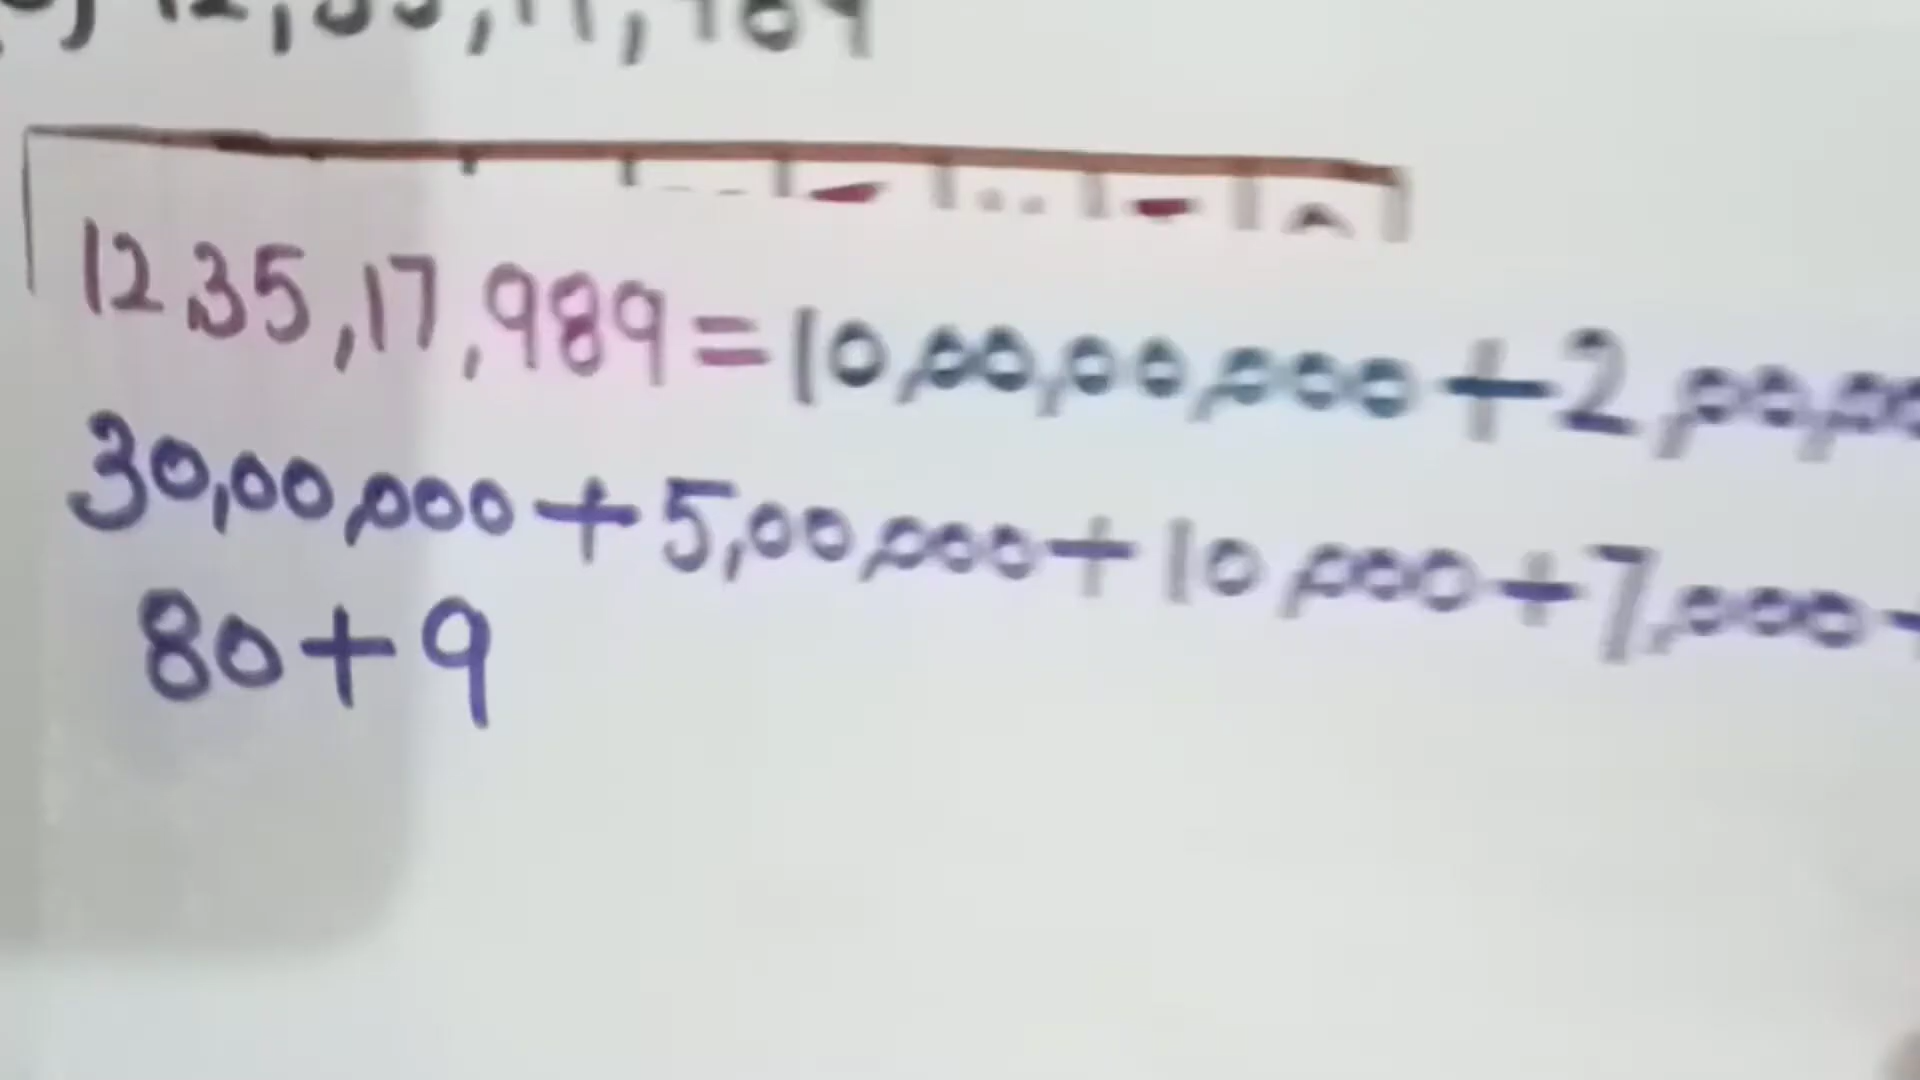 12,35,17,989 = 10,00,00,000 + 2,00,00
30,00,000 + 5,00,000 + 10,000 + 7,000 +
80 + 9